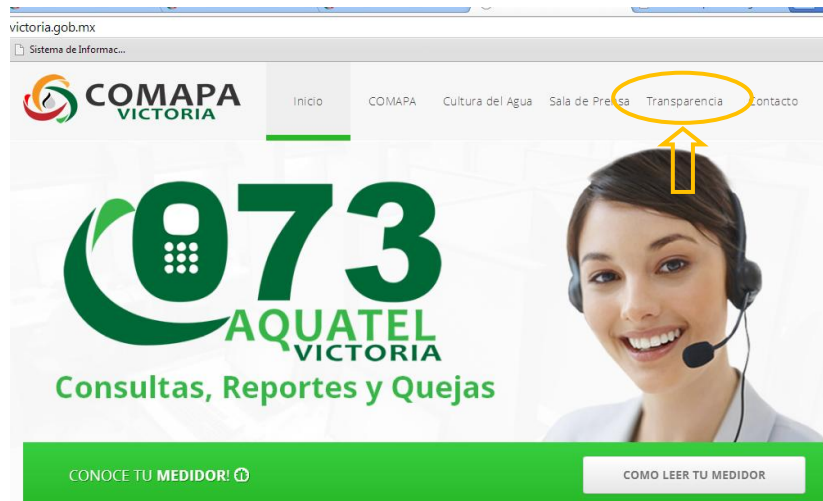 victoria.gob.mx
Sistema de Informac...
COMAPA
VICTORIA
Inicio COMAPA Cultura del Agua Sala de Prensa Transparencia Contacto
073
AQUATEL
VICTORIA
Consultas, Reportes y Quejas
CONOCE TU MEDIDOR!
COMO LEER TU MEDIDOR